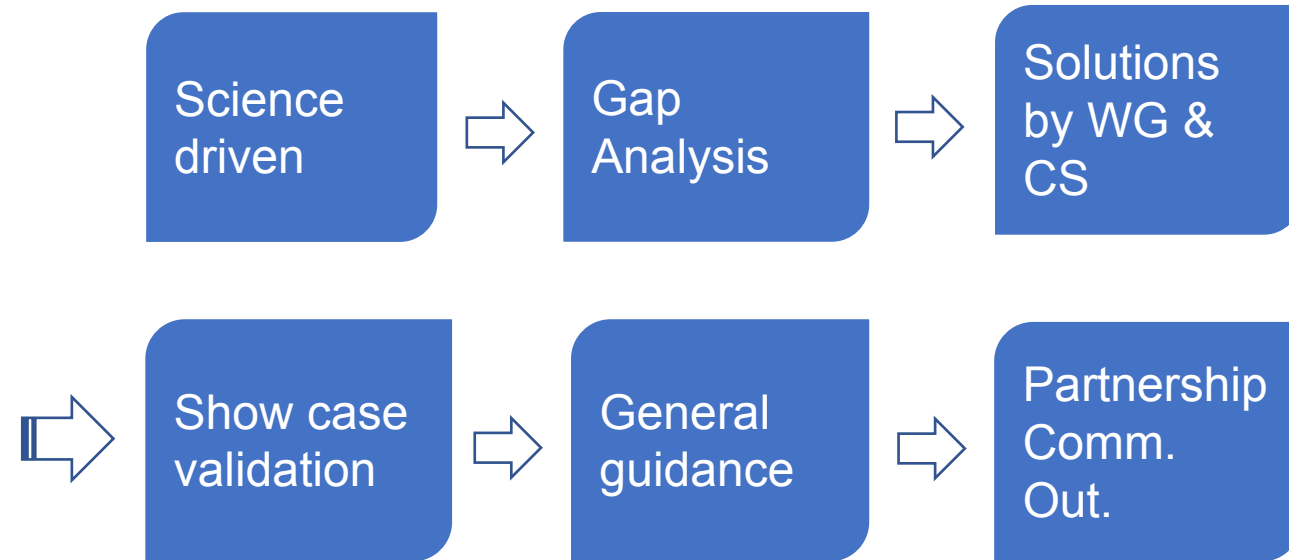 Science
driven
Gap
Analysis
Solutions
by WG &
CS
Show case
validation
General
guidance
Partnership
Comm.
Out.